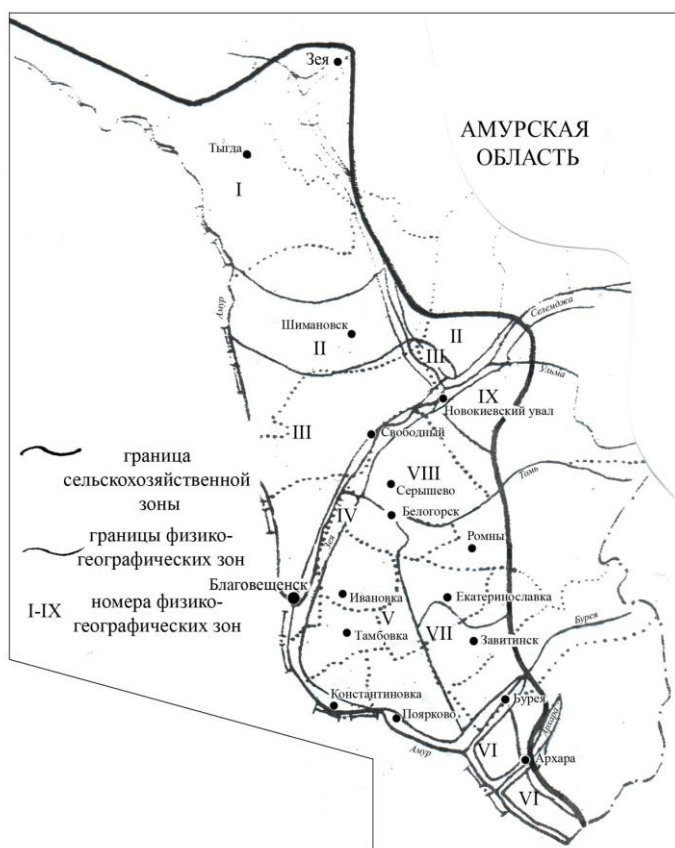 Зея
АМУРСКАЯ
ОБЛАСТЬ
Тыгда
I
Амур
Селемджа
Шимановск
II
II
III
Ульма
IX
Новокиевский увал
III
Свободный
граница
сельскохозяйственной
зоны
VIII
Серышево
Томь
IV
Белогорск
Зея
Ромны
границы физико-
географических зон
Благовещенск
I-IX
номера физико-
географических зон
Ивановка
Екатеринославка
V
Тамбовка
VII
Завитинск
Бурея
Константиновка
Бурея
Поярково
Архара
Амур
VI
Архара
VI